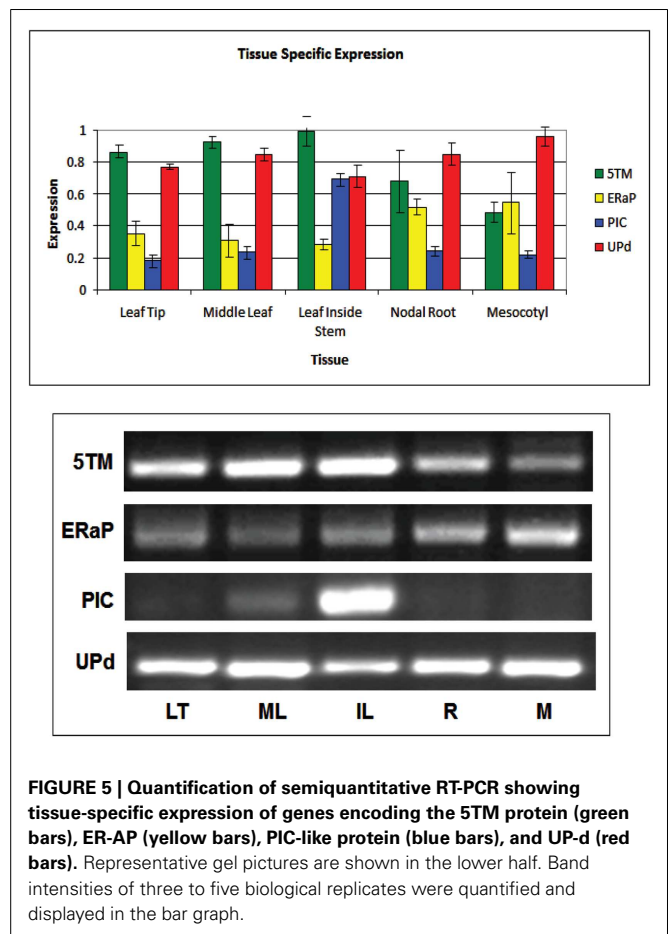 Tissue Specific Expression
1
0.8
0.6
0.4
0.2
0
Expression
Leaf Tip
Middle Leaf
Leaf Inside
Stem
Nodal Root
Mesocotyl
Tissue
5TM
ERaP
PIC
UPd
5TM
ERaP
PIC
UPd
LT ML IL R M
FIGURE 5 | Quantification of semiquantitative RT-PCR showing
tissue-specific expression of genes encoding the 5TM protein (green
bars), ER-AP (yellow bars), PIC-like protein (blue bars), and UP-d (red
bars). Representative gel pictures are shown in the lower half. Band
intensities of three to five biological replicates were quantified and
displayed in the bar graph.